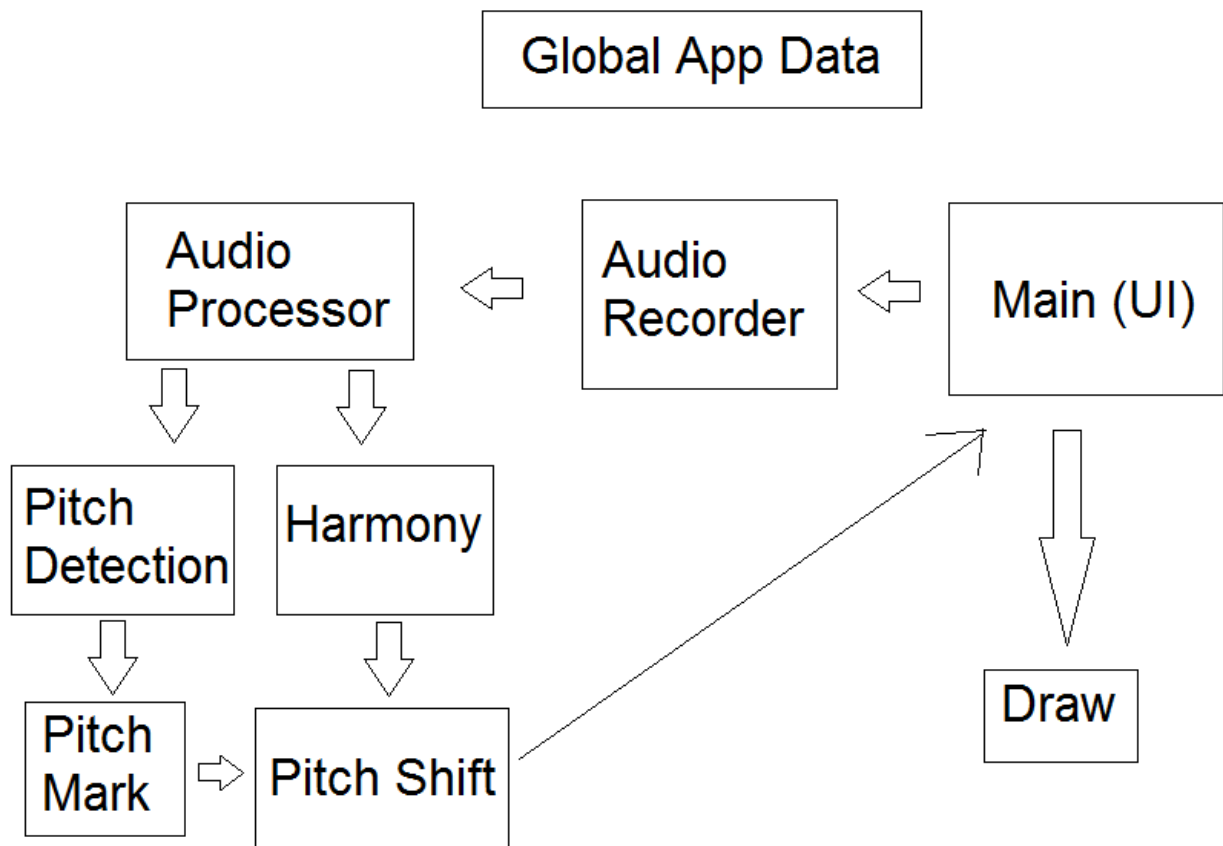 Global App Data
Audio
Processor
Audio
Recorder
Main (UI)
Pitch
Detection
Harmony
Pitch
Mark
Pitch Shift
Draw